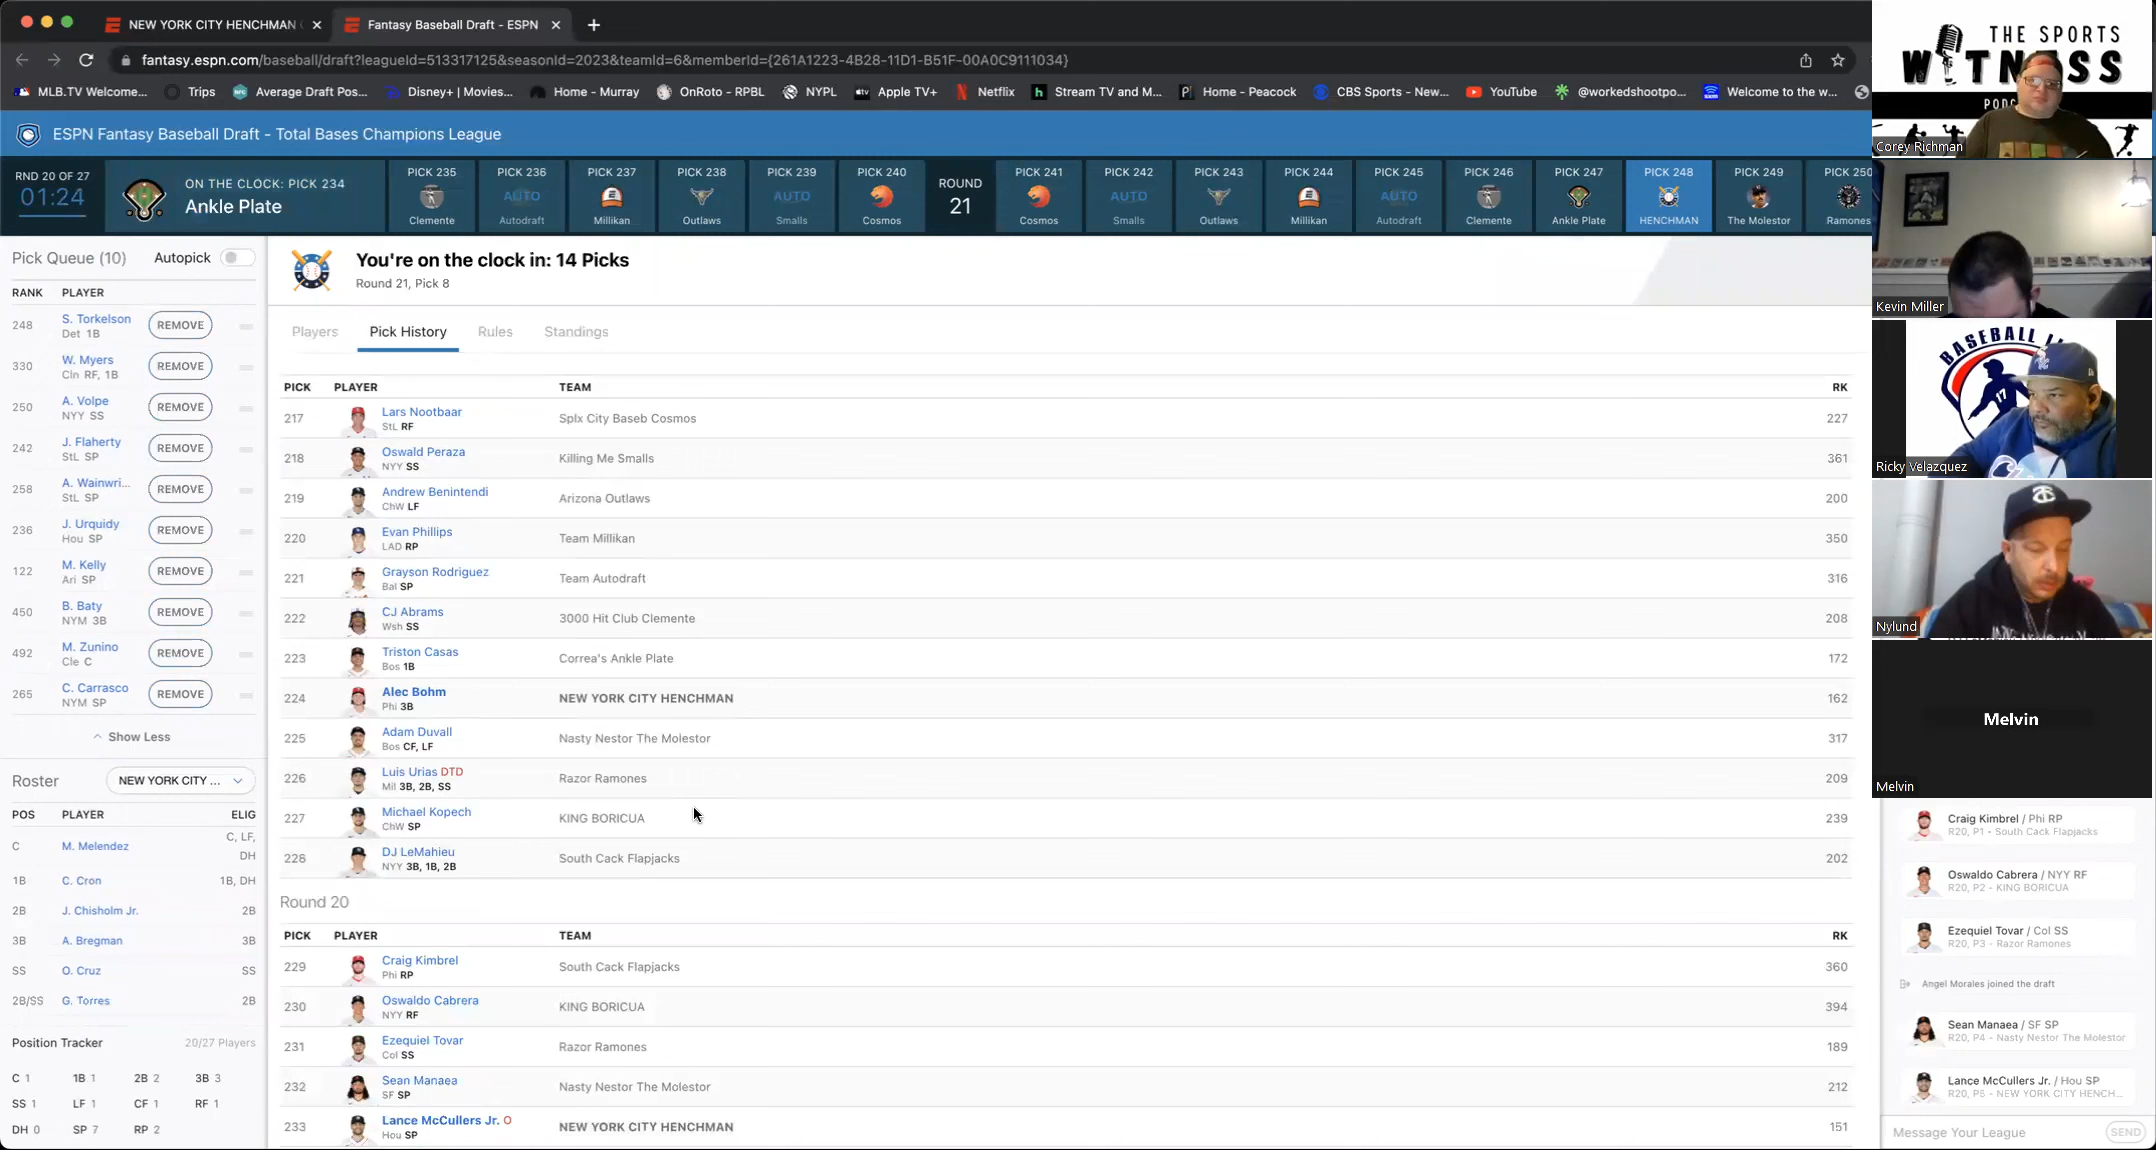 NEW YORK CITY HENCHMAN
Fantasy Baseball Draft - ESPN
fantasy.espn.com/baseball/draft?leagueId=513317125&seasonId=2023&teamId=6&memberId={261A1223-4B28-11D1-B51F-00A0C9111034}
MLB.TV Welcome... Trips Average Draft Pos... Disney+ | Movies... Home - Murray OnRoto - RPBL NYPL Apple TV+ Netflix Stream TV and M... Home - Peacock CBS Sports - New... YouTube @workedshootpo... Welcome to the w...
ESPN Fantasy Baseball Draft - Total Bases Champions League
RND 20 OF 27
01:24
ON THE CLOCK: PICK 234
Ankle Plate
PICK 235 Clemente
PICK 236 AUTO Autodraft
PICK 237 Millikan
PICK 238 Outlaws
PICK 239 AUTO Smalls
PICK 240 Cosmos
ROUND 21
PICK 241 Cosmos
PICK 242 AUTO Smalls
PICK 243 Outlaws
PICK 244 Millikan
PICK 245 AUTO Autodraft
PICK 246 Clemente
PICK 247 Ankle Plate
PICK 248 HENCHMAN
PICK 249 The Molestor
PICK 250 Ramones
Pick Queue (10) Autopick
RANK PLAYER
248 S. Torkelson REMOVE
Det 1B
330 W. Myers REMOVE
Cin RF, 1B
250 A. Volpe REMOVE
NYY SS
242 J. Flaherty REMOVE
StL SP
258 A. Wainwri... REMOVE
StL SP
236 J. Urquidy REMOVE
Hou SP
122 M. Kelly REMOVE
Ari SP
450 B. Baty REMOVE
NYM 3B
492 M. Zunino REMOVE
Cle C
265 C. Carrasco REMOVE
NYM SP
Show Less
Roster NEW YORK CITY ...
POS PLAYER ELIG
C M. Melendez C, LF, DH
1B C. Cron 1B, DH
2B J. Chisholm Jr. 2B
3B A. Bregman 3B
SS O. Cruz SS
2B/SS G. Torres 2B
Position Tracker 20/27 Players
C 1 1B 1 2B 2 3B 3
SS 1 LF 1 CF 1 RF 1
DH 0 SP 7 RP 2
You're on the clock in: 14 Picks
Round 21, Pick 8
Players Pick History Rules Standings
PICK PLAYER TEAM RK
217 Lars Nootbaar Splx City Baseb Cosmos 227
StL RF
218 Oswald Peraza Killing Me Smalls 361
NYY SS
219 Andrew Benintendi Arizona Outlaws 200
ChW LF
220 Evan Phillips Team Millikan 350
LAD RP
221 Grayson Rodriguez Team Autodraft 316
Bal SP
222 CJ Abrams 3000 Hit Club Clemente 208
Wsh SS
223 Triston Casas Correa's Ankle Plate 172
Bos 1B
224 Alec Bohm NEW YORK CITY HENCHMAN 162
Phi 3B
225 Adam Duvall Nasty Nestor The Molestor 317
Bos CF, LF
226 Luis Urias DTD Razor Ramones 209
Mil 3B, 2B, SS
227 Michael Kopech KING BORICUA 239
ChW SP
228 DJ LeMahieu South Cack Flapjacks 202
NYY 3B, 1B, 2B
Round 20
PICK PLAYER TEAM RK
229 Craig Kimbrel South Cack Flapjacks 360
Phi RP
230 Oswaldo Cabrera KING BORICUA 394
NYY RF
231 Ezequiel Tovar Razor Ramones 189
Col SS
232 Sean Manaea Nasty Nestor The Molestor 212
SF SP
233 Lance McCullers Jr. O NEW YORK CITY HENCHMAN 151
Hou SP
THE SPORTS
Corey Richman
Kevin Miller
BASEBALL
17
Ricky Velazquez
Nylund
Melvin
Melvin
Craig Kimbrel / Phi RP
R20, P1 - South Cack Flapjacks
Oswaldo Cabrera / NYY RF
R20, P2 - KING BORICUA
Ezequiel Tovar / Col SS
R20, P3 - Razor Ramones
Angel Morales joined the draft
Sean Manaea / SF SP
R20, P4 - Nasty Nestor The Molestor
Lance McCullers Jr. / Hou SP
R20, P5 - NEW YORK CITY HENCH...
Message Your League SEND